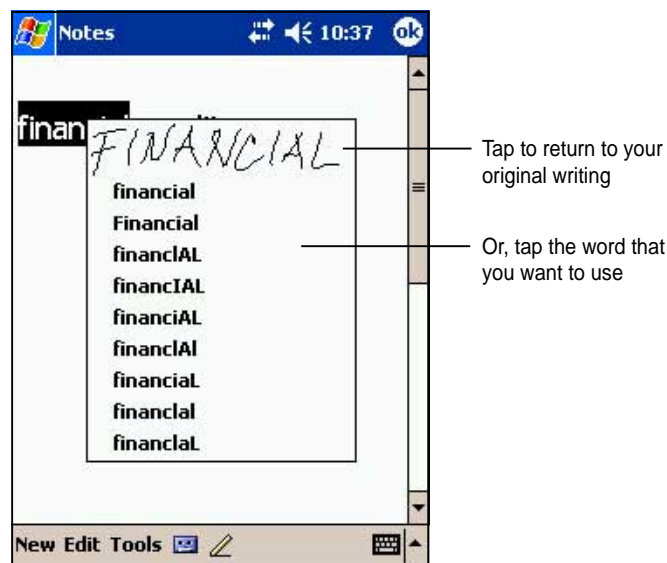 Notes 10:37 ok
finan
FINANCIAL
Tap to return to your
original writing
financial
Financial
financlAL
financIAL
financiAL
financlAl
financiaL
financlal
financlaL
Or, tap the word that
you want to use
New Edit Tools